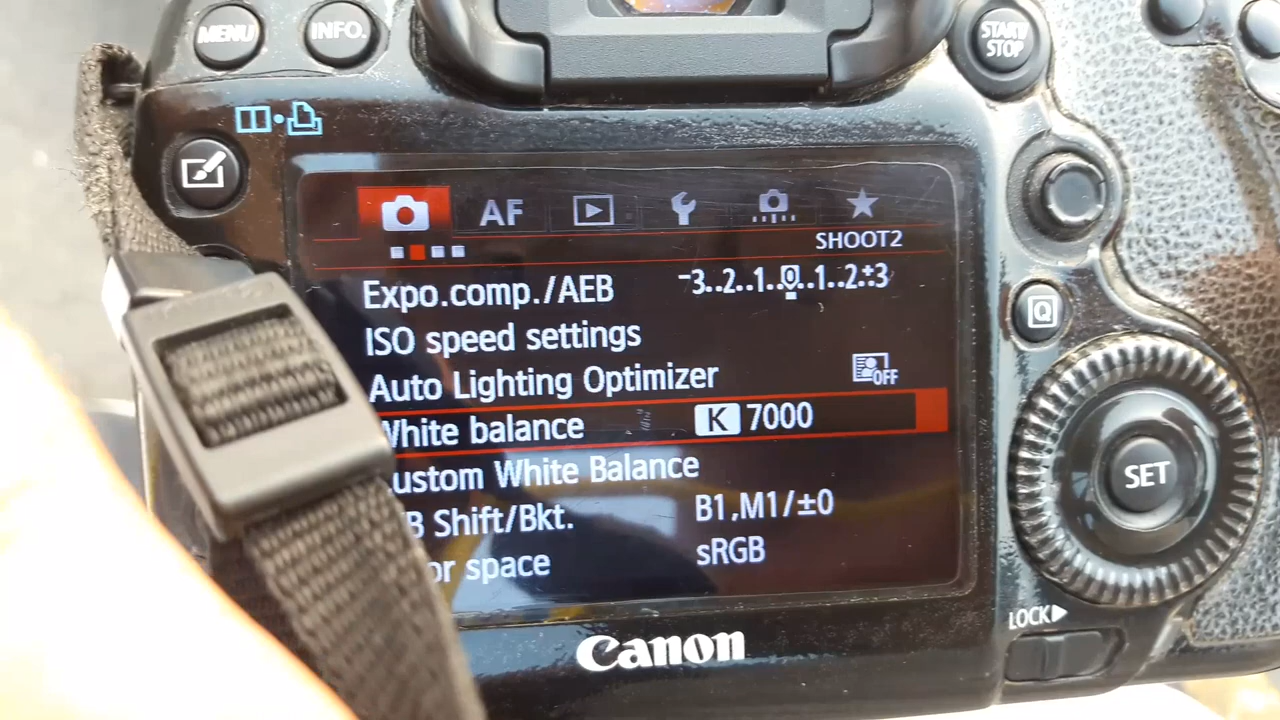 MENU
INFO.
START/
STOP
AF
SHOOT2
Expo.comp./AEB -3..2..1..0..1..2..+3
ISO speed settings
Auto Lighting Optimizer OFF
White balance K 7000
ustom White Balance
B Shift/Bkt. B1,M1/±0
or space sRGB
Q
SET
LOCK▶
Canon